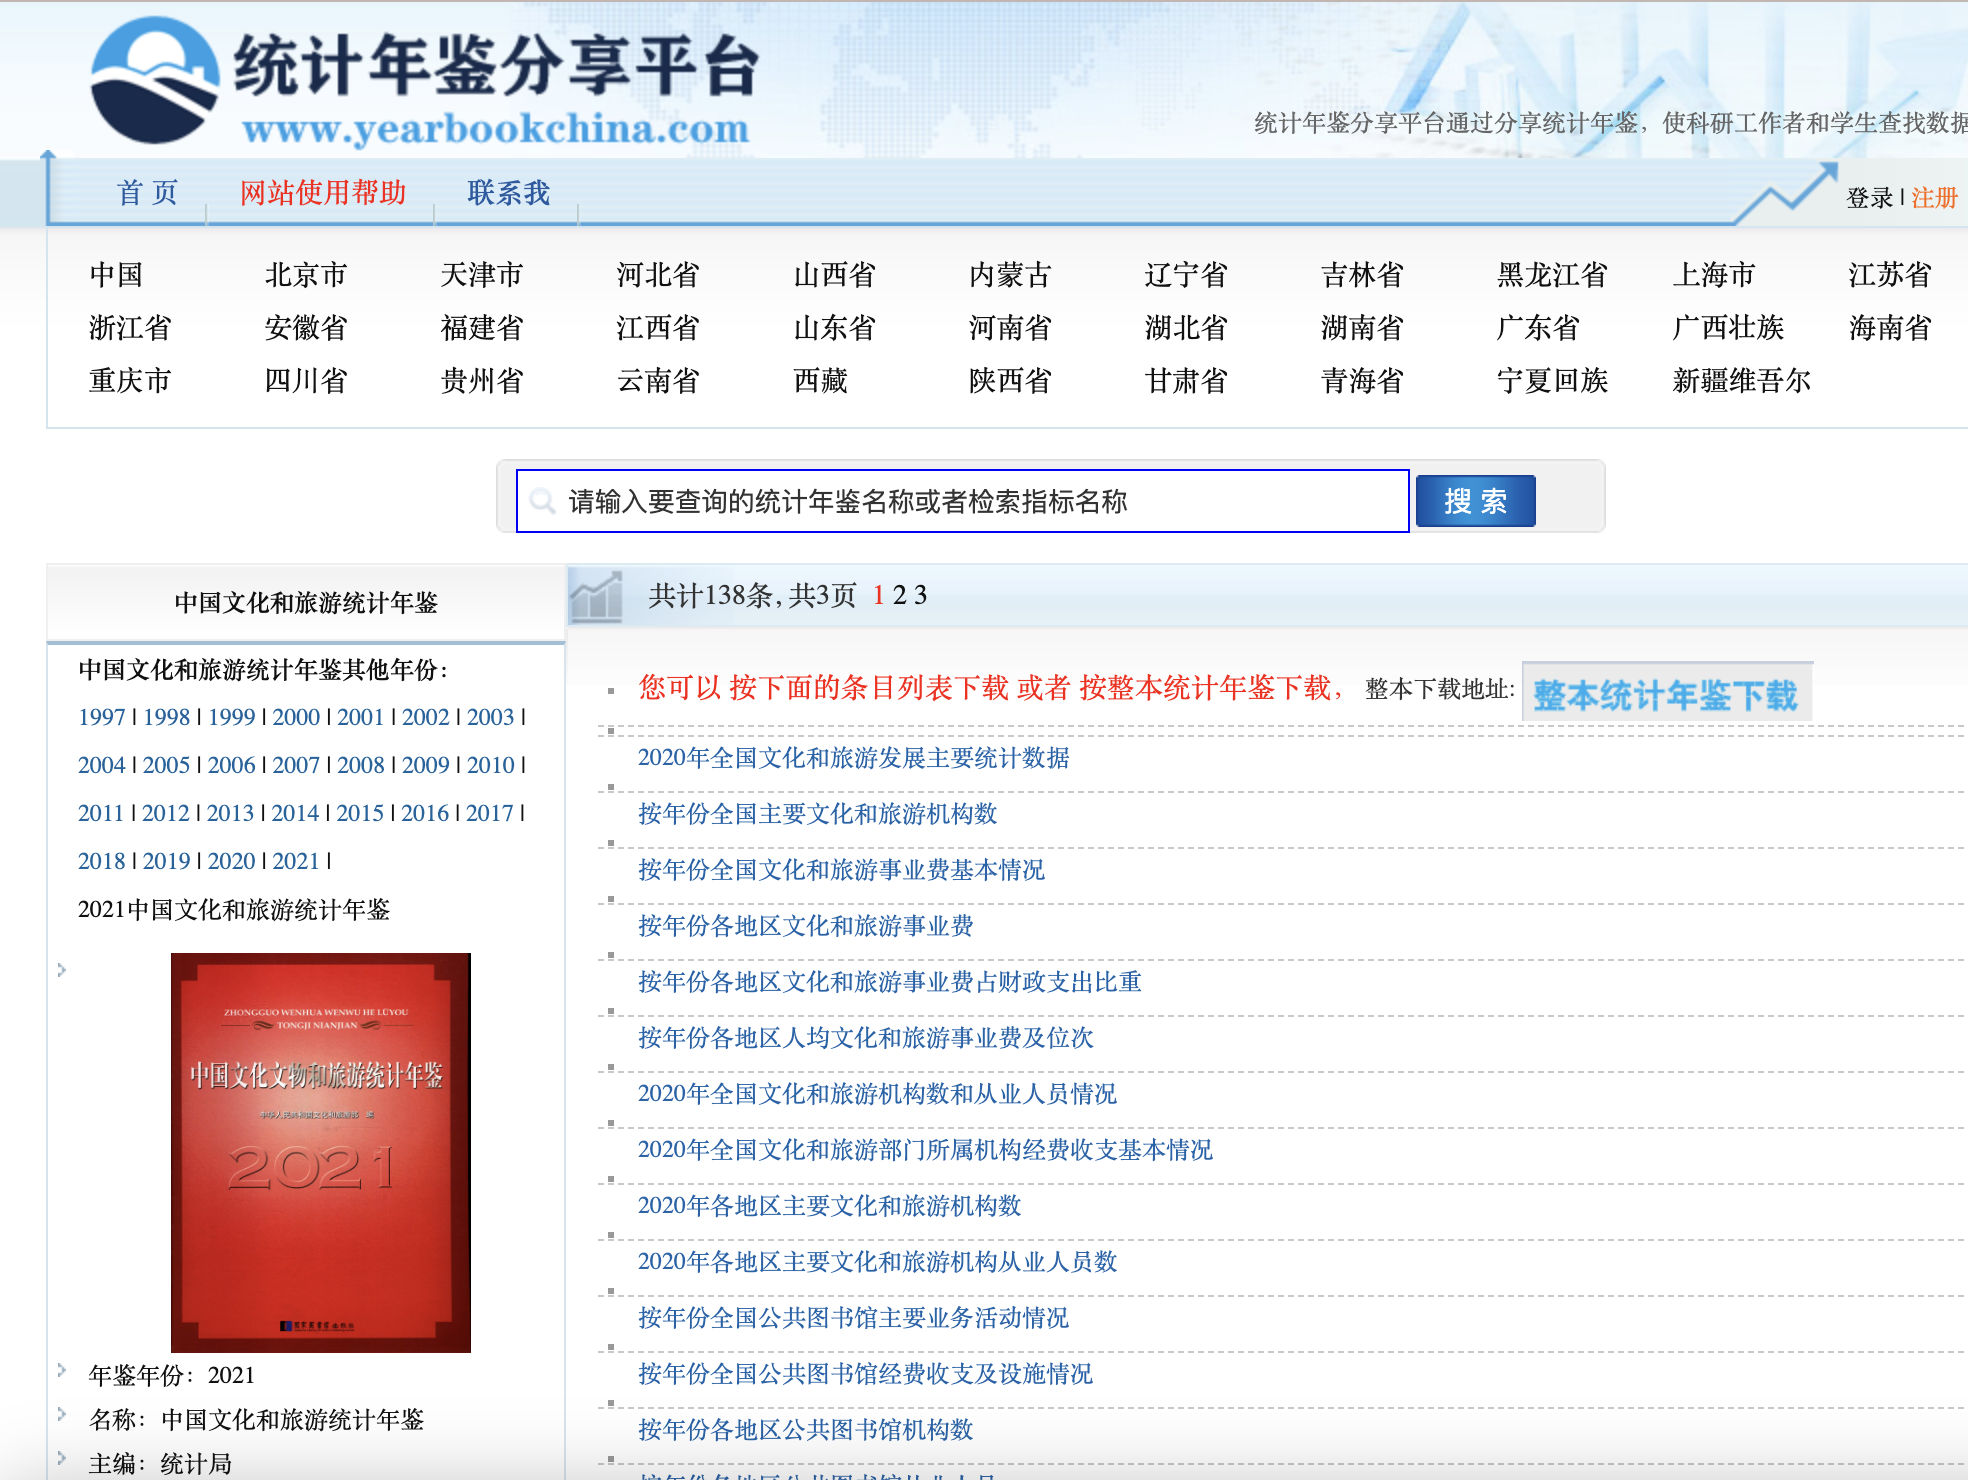 统计年鉴分享平台
www.yearbookchina.com
统计年鉴分享平台通过分享统计年鉴，使科研工作者和学生查找数据
首 页 网站使用帮助 联系我 登录 | 注册
中国 北京市 天津市 河北省 山西省 内蒙古 辽宁省 吉林省 黑龙江省 上海市 江苏省
浙江省 安徽省 福建省 江西省 山东省 河南省 湖北省 湖南省 广东省 广西壮族 海南省
重庆市 四川省 贵州省 云南省 西藏 陕西省 甘肃省 青海省 宁夏回族 新疆维吾尔
请输入要查询的统计年鉴名称或者检索指标名称 搜 索
中国文化和旅游统计年鉴
中国文化和旅游统计年鉴其他年份：
1997 | 1998 | 1999 | 2000 | 2001 | 2002 | 2003 |
2004 | 2005 | 2006 | 2007 | 2008 | 2009 | 2010 |
2011 | 2012 | 2013 | 2014 | 2015 | 2016 | 2017 |
2018 | 2019 | 2020 | 2021 |
2021中国文化和旅游统计年鉴
ZHONGGUO WENHUA WENWU HE LÜYOU
TONGJI NIANJIAN
中国文化文物和旅游统计年鉴
中华人民共和国文化和旅游部 编
2021
国家图书馆出版社
年鉴年份：2021
名称：中国文化和旅游统计年鉴
主编：统计局
共计138条, 共3页 1 2 3
您可以 按下面的条目列表下载 或者 按整本统计年鉴下载， 整本下载地址: 整本统计年鉴下载
2020年全国文化和旅游发展主要统计数据
按年份全国主要文化和旅游机构数
按年份全国文化和旅游事业费基本情况
按年份各地区文化和旅游事业费
按年份各地区文化和旅游事业费占财政支出比重
按年份各地区人均文化和旅游事业费及位次
2020年全国文化和旅游机构数和从业人员情况
2020年全国文化和旅游部门所属机构经费收支基本情况
2020年各地区主要文化和旅游机构数
2020年各地区主要文化和旅游机构从业人员数
按年份全国公共图书馆主要业务活动情况
按年份全国公共图书馆经费收支及设施情况
按年份各地区公共图书馆机构数